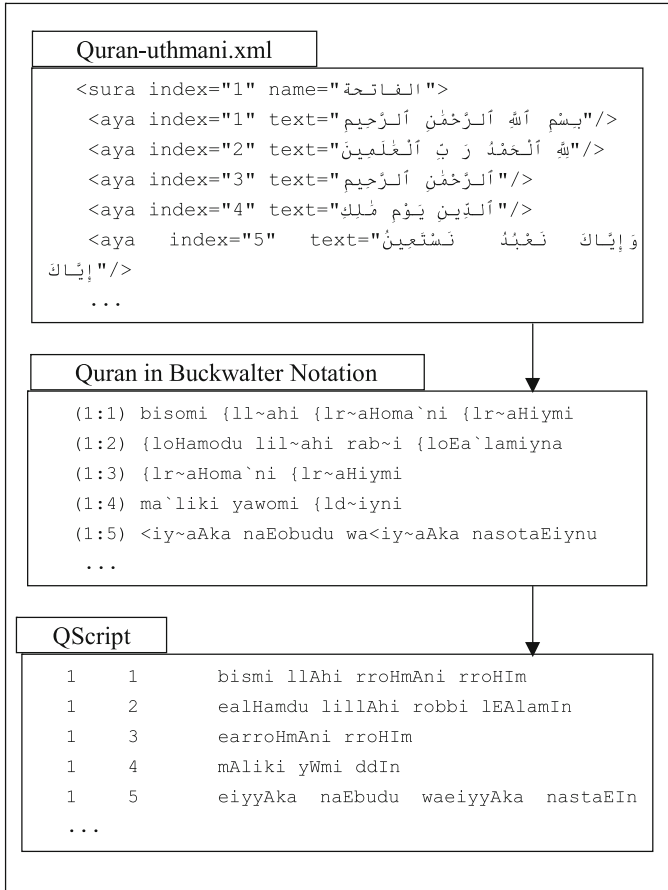 Quran-uthmani.xml
<sura index="1" name="الفاتحة">
<aya index="1" text="بِسْمِ ٱللَّهِ ٱلرَّحْمَٰنِ ٱلرَّحِيمِ"/>
<aya index="2" text="لِلَّهِ ٱلْحَمْدُ رَ بِّ ٱلْعَٰلَمِينَ"/>
<aya index="3" text="ٱلرَّحْمَٰنِ ٱلرَّحِيمِ"/>
<aya index="4" text="ٱلدِّينِ يَوْمِ مَٰلِكِ"/>
<aya index="5" text="وَإِيَّاكَ نَعْبُدُ نَسْتَعِينُ
إِيَّاكَ"/>
...
Quran in Buckwalter Notation
(1:1) bisomi {ll~ahi {lr~aHoma`ni {lr~aHiymi
(1:2) {loHamodu lil~ahi rab~i {loEa`lamiyna
(1:3) {lr~aHoma`ni {lr~aHiymi
(1:4) ma`liki yawomi {ld~iyni
(1:5) <iy~aAka naEobudu wa<iy~aAka nasotaEiynu
...
QScript
1 1 bismi llAhi rroHmAni rroHIm
1 2 ealHamdu lillAhi robbi lEAlamIn
1 3 earroHmAni rroHIm
1 4 mAliki yWmi ddIn
1 5 eiyyAka naEbudu waeiyyAka nastaEIn
...